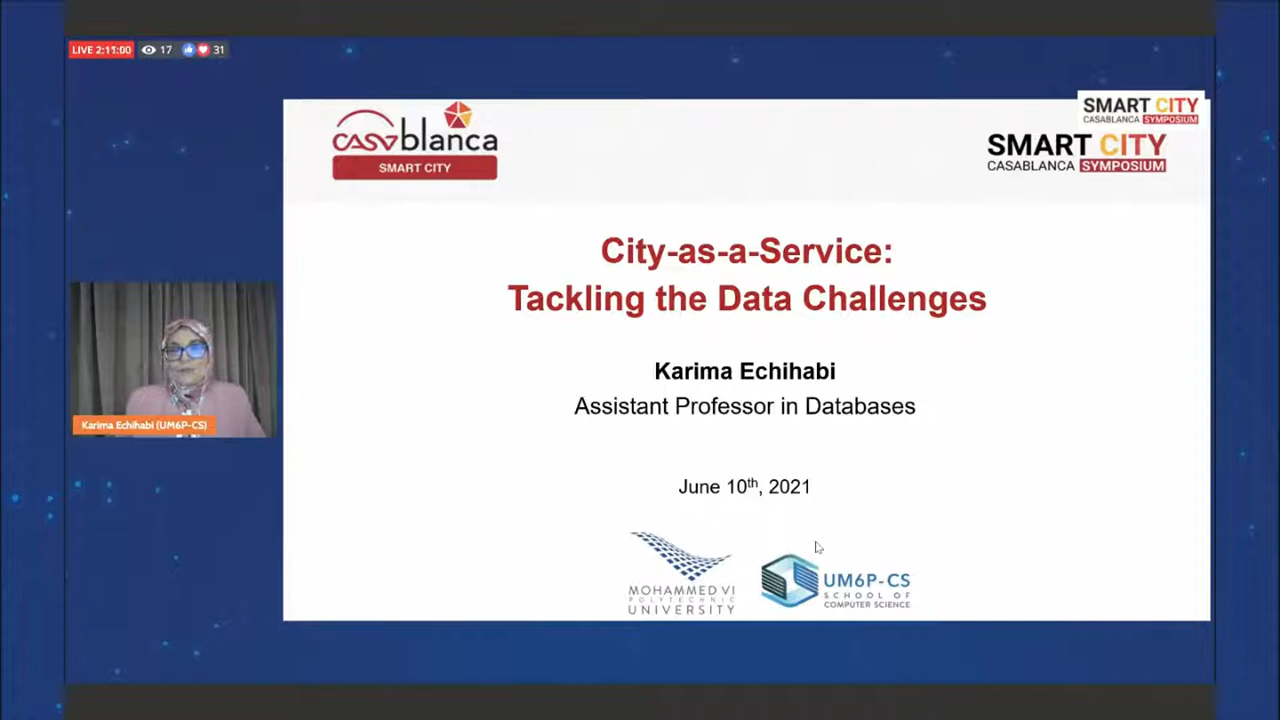 LIVE 2:11:00 17 31
SMART CITY
CASABLANCA SYMPOSIUM
CASABlanca
SMART CITY
SMART CITY
CASABLANCA SYMPOSIUM
City-as-a-Service:
Tackling the Data Challenges
Karima Echihabi
Assistant Professor in Databases
Karima Echihabi (UM6P-CS)
June 10th, 2021
MOHAMMED VI
POLYTECHNIC
UNIVERSITY
UM6P-CS
SCHOOL OF
COMPUTER SCIENCE